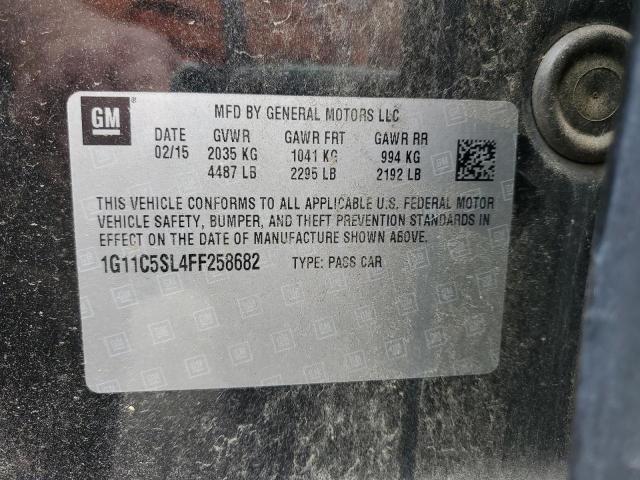 GM
MFD BY GENERAL MOTORS LLC
DATE GVWR GAWR FRT GAWR RR
02/15 2035 KG 1041 KG 994 KG
4487 LB 2295 LB 2192 LB
THIS VEHICLE CONFORMS TO ALL APPLICABLE U.S. FEDERAL MOTOR
VEHICLE SAFETY, BUMPER, AND THEFT PREVENTION STANDARDS IN
EFFECT ON THE DATE OF MANUFACTURE SHOWN ABOVE.
1G11C5SL4FF258682 TYPE: PASS CAR